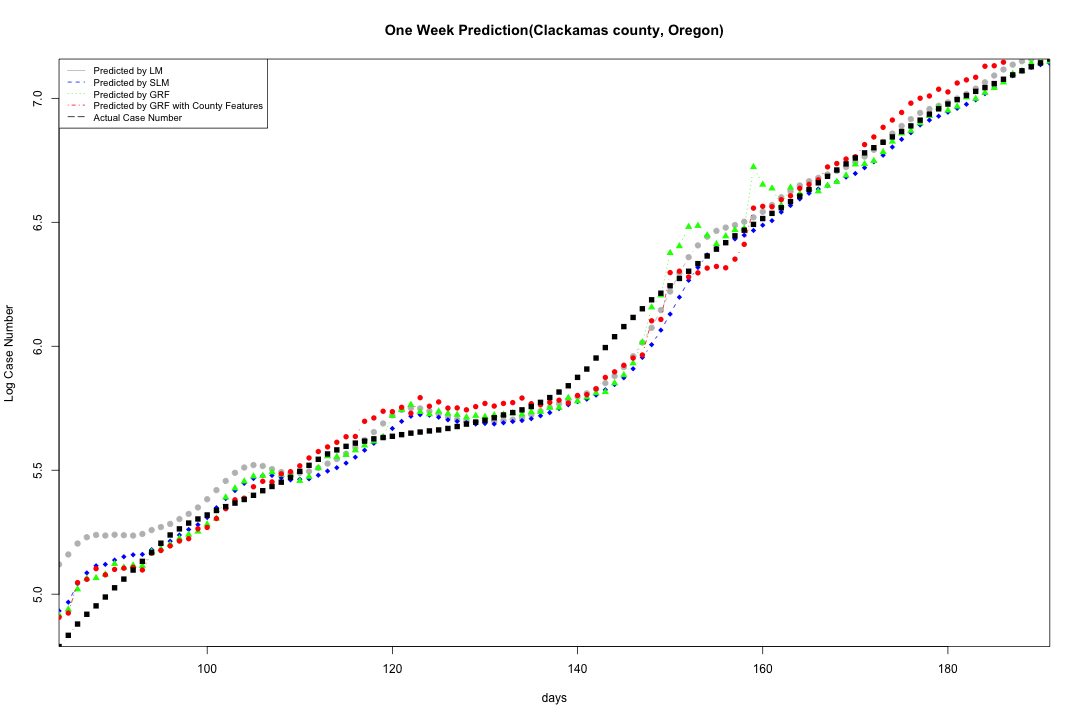 One Week Prediction(Clackamas county, Oregon)
Predicted by LM
Predicted by SLM
Predicted by GRF
Predicted by GRF with County Features
Actual Case Number
7.0
6.5
6.0
5.5
5.0
Log Case Number
100
120
140
160
180
days